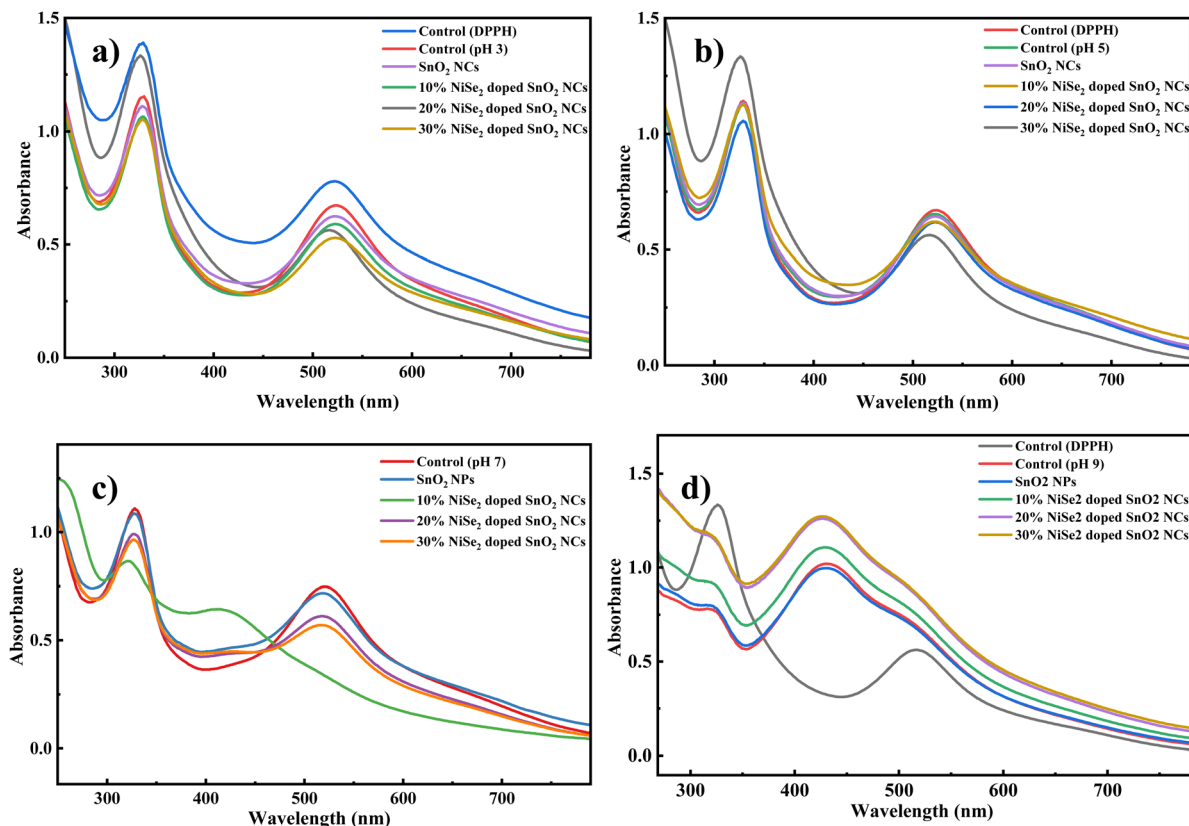 a)
Control (DPPH)
Control (pH 3)
SnO₂ NCs
10% NiSe₂ doped SnO₂ NCs
20% NiSe₂ doped SnO₂ NCs
30% NiSe₂ doped SnO₂ NCs
1.5
1.0
0.5
0.0
Absorbance
300 400 500 600 700
Wavelength (nm)
b)
Control (DPPH)
Control (pH 5)
SnO₂ NCs
10% NiSe₂ doped SnO₂ NCs
20% NiSe₂ doped SnO₂ NCs
30% NiSe₂ doped SnO₂ NCs
1.5
1.0
0.5
0.0
Absorbance
300 400 500 600 700
Wavelength (nm)
c)
Control (pH 7)
SnO₂ NPs
10% NiSe₂ doped SnO₂ NCs
20% NiSe₂ doped SnO₂ NCs
30% NiSe₂ doped SnO₂ NCs
1.0
0.5
0.0
Absorbance
300 400 500 600 700
Wavelength (nm)
d)
Control (DPPH)
Control (pH 9)
SnO2 NPs
10% NiSe2 doped SnO2 NCs
20% NiSe2 doped SnO2 NCs
30% NiSe2 doped SnO2 NCs
1.5
1.0
0.5
0.0
Absorbance
300 400 500 600 700
Wavelength (nm)